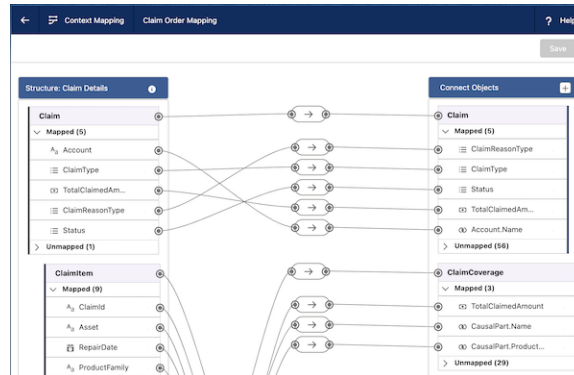 Context Mapping
Claim Order Mapping
? Help
Save
Structure: Claim Details
Connect Objects
Claim
Mapped (5)
Account
ClaimType
TotalClaimedAm...
ClaimReasonType
Status
Unmapped (1)
ClaimItem
Mapped (9)
ClaimId
Asset
RepairDate
ProductFamily
Claim
Mapped (5)
ClaimReasonType
ClaimType
Status
TotalClaimedAm...
Account.Name
Unmapped (56)
ClaimCoverage
Mapped (3)
TotalClaimedAmount
CausalPart.Name
CausalPart.Product...
Unmapped (29)